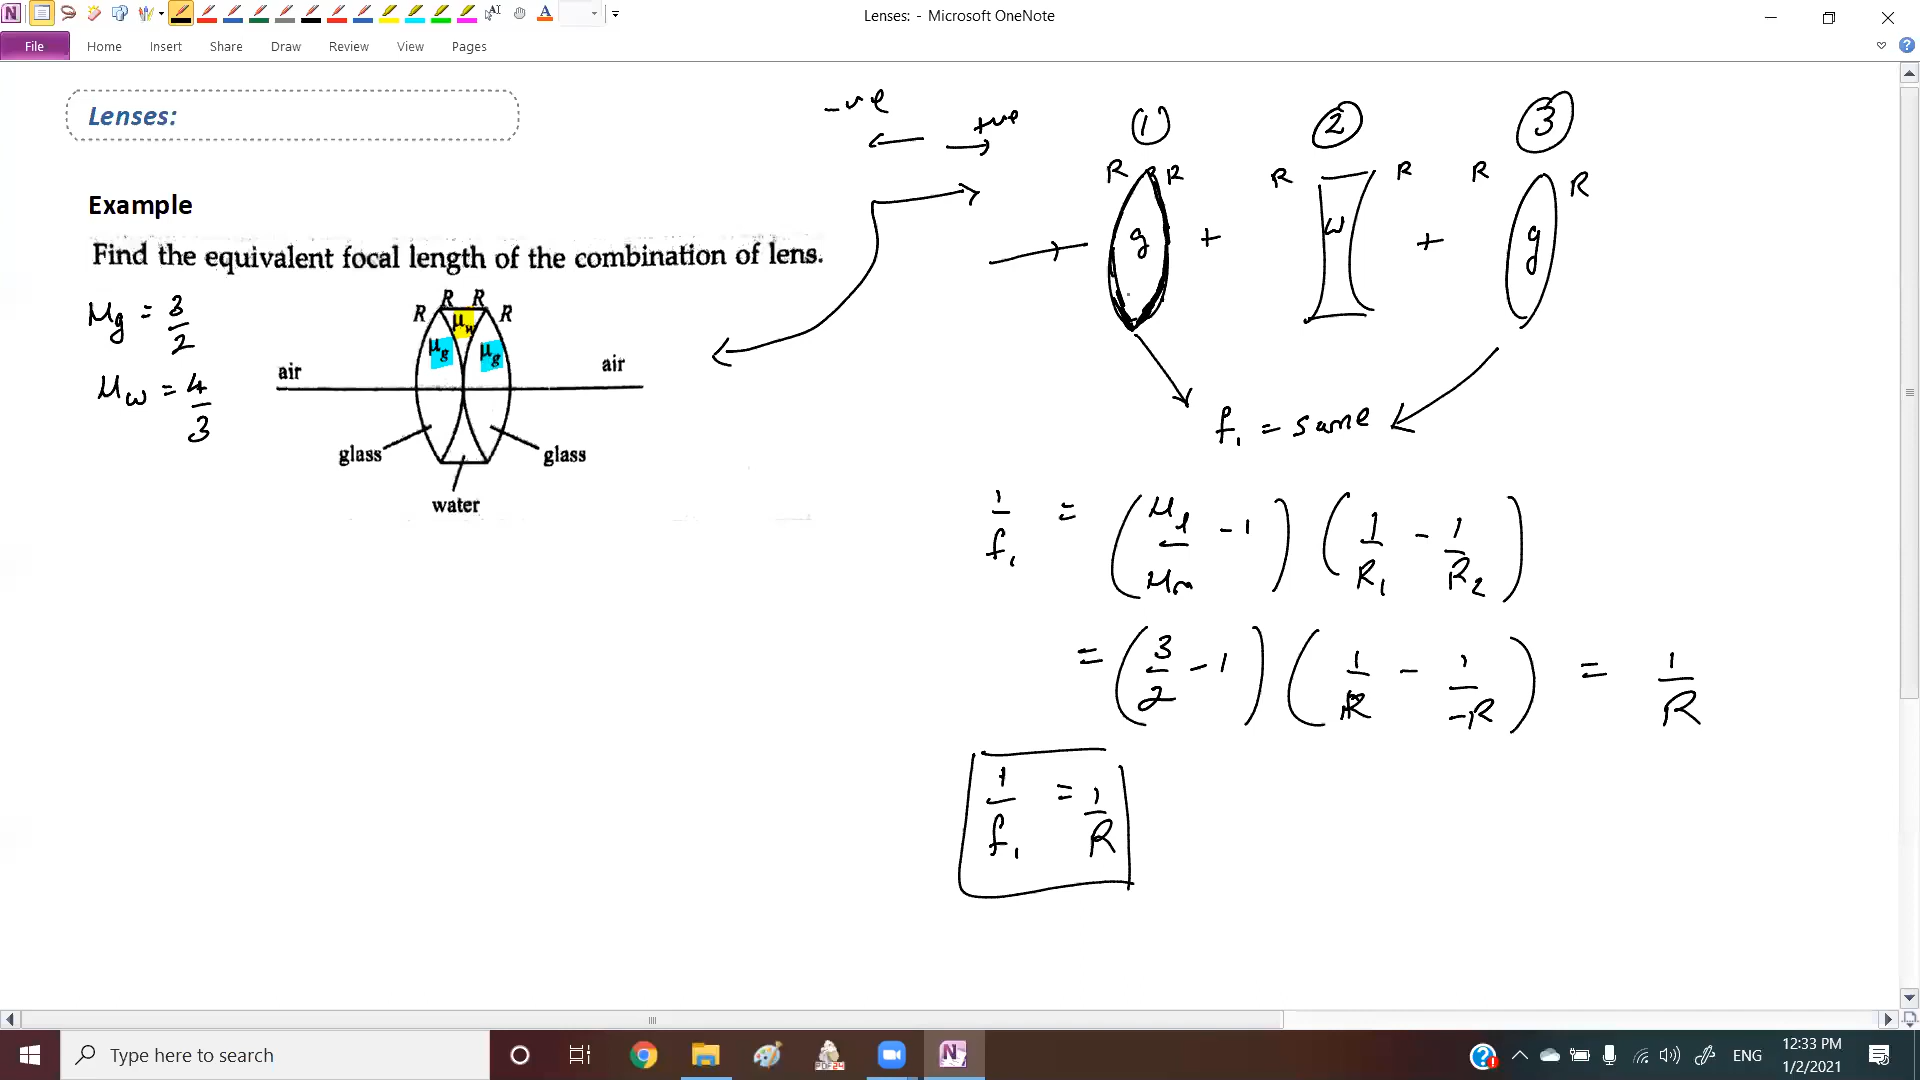 Lenses: - Microsoft OneNote
File Home Insert Share Draw Review View Pages
Lenses:
Example
Find the equivalent focal length of the combination of lens.
μg = 3/2
μw = 4/3
R R R R
μw
μg μg
air air
glass glass
water
-ve
+ve
1 2 3
R R R R R R R
g + w + g
f₁ = same
1/f₁ = (μl/μm - 1) (1/R₁ - 1/R₂)
= (3/2 - 1) (1/R - 1/-R) = 1/R
1/f₁ = 1/R
Type here to search
PDF24
ENG
12:33 PM
1/2/2021